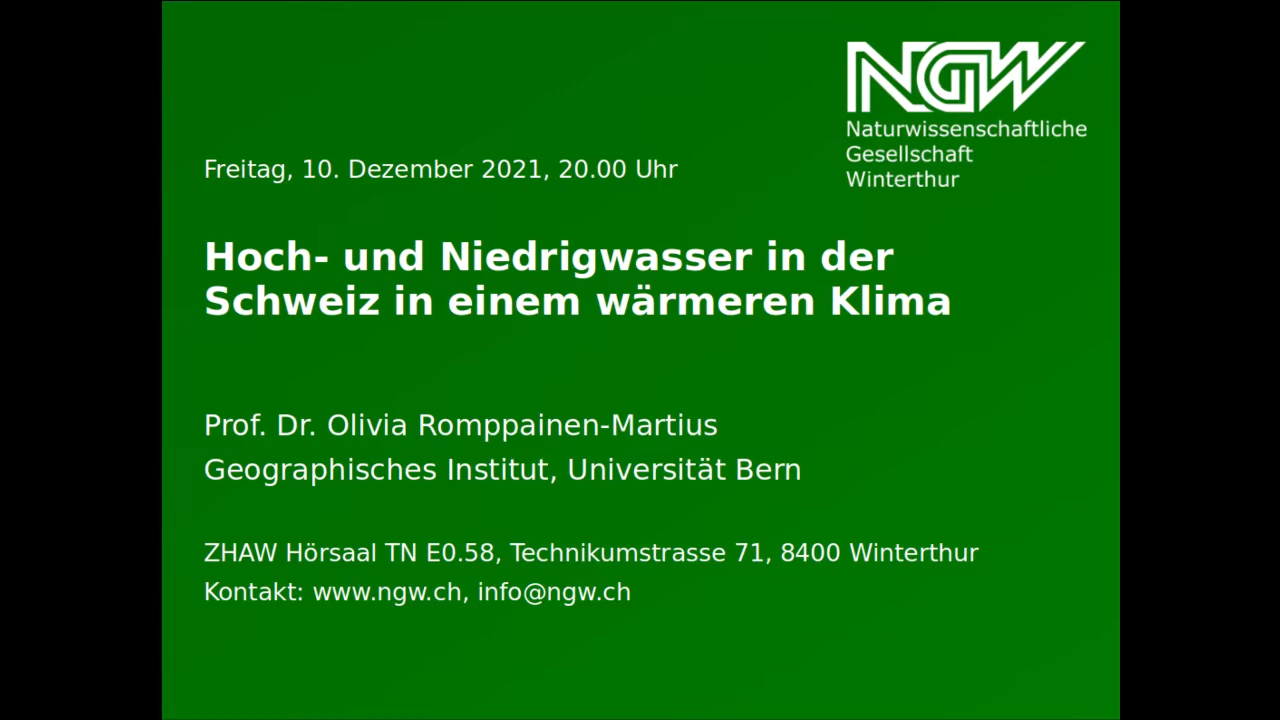 NGW
Naturwissenschaftliche
Gesellschaft
Winterthur
Freitag, 10. Dezember 2021, 20.00 Uhr
Hoch- und Niedrigwasser in der
Schweiz in einem wärmeren Klima
Prof. Dr. Olivia Romppainen-Martius
Geographisches Institut, Universität Bern
ZHAW Hörsaal TN E0.58, Technikumstrasse 71, 8400 Winterthur
Kontakt: www.ngw.ch, info@ngw.ch